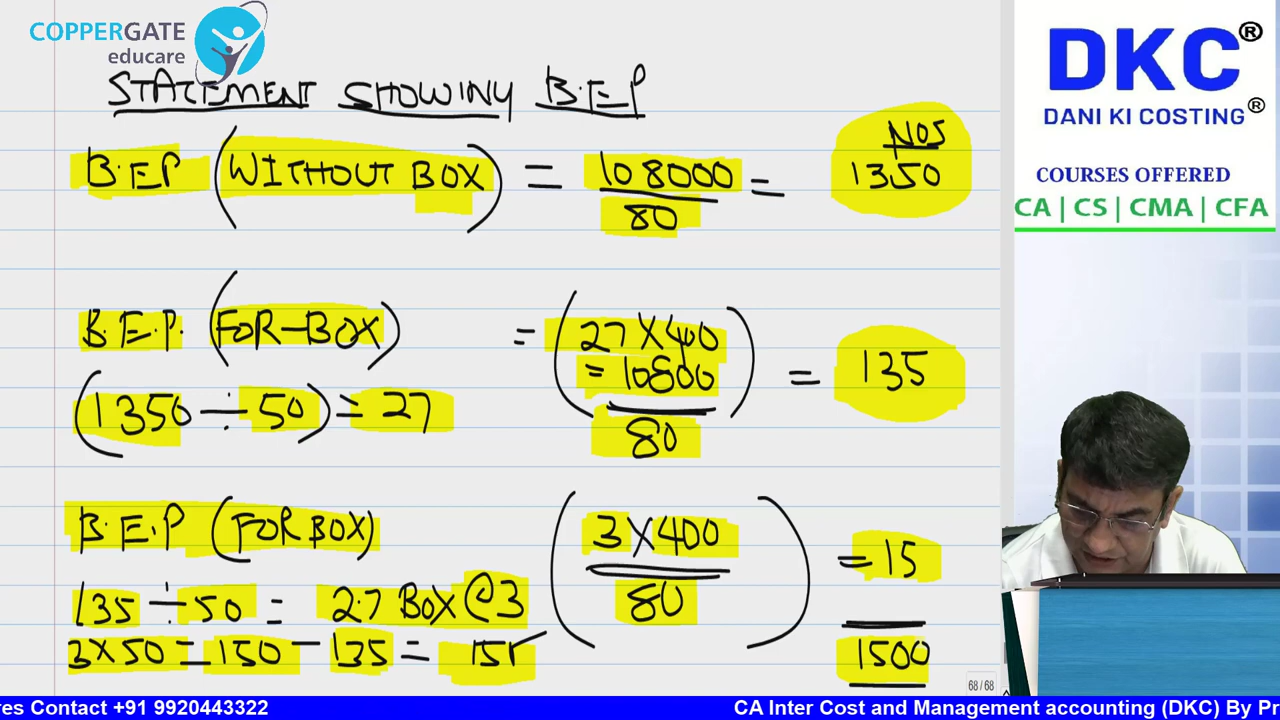 COPPERGATE
educare
STATEMENT SHOWING B.E.P
B.E.P (WITHOUT BOX) = 108000 / 80 = NOS 1350
B.E.P. (FOR-BOX) = (27 X 400
= 10800 / 80) = 135
(1350 ÷ 50) = 27
B.E.P (FOR BOX) (3 X 400 / 80) = 15
135 ÷ 50 = 2.7 BOX @ 3
3 X 50 = 150 - 135 = 15
1500
68 / 68
DKC®
DANI KI COSTING®
COURSES OFFERED
CA | CS | CMA | CFA
res Contact +91 9920443322 CA Inter Cost and Management accounting (DKC) By Pr